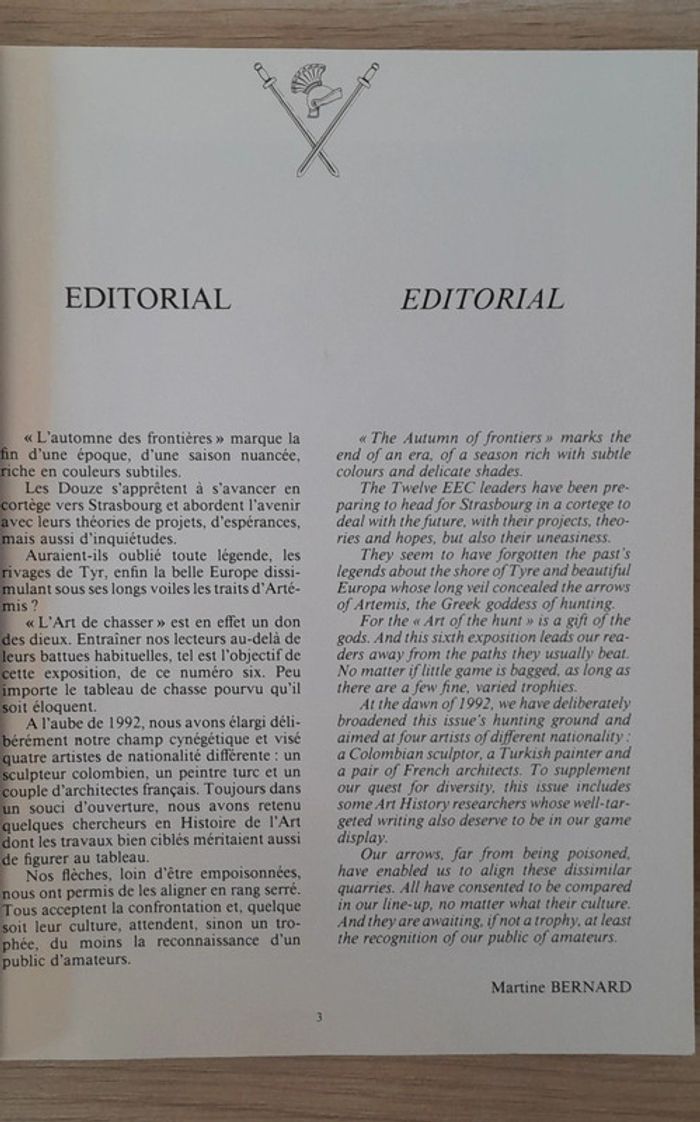 EDITORIAL
« L'automne des frontières » marque la
fin d'une époque, d'une saison nuancée,
riche en couleurs subtiles.
Les Douze s'apprêtent à s'avancer en
cortège vers Strasbourg et abordent l'avenir
avec leurs théories de projets, d'espérances,
mais aussi d'inquiétudes.
Auraient-ils oublié toute légende, les
rivages de Tyr, enfin la belle Europe dissi-
mulant sous ses longs voiles les traits d'Arté-
mis ?
« L'Art de chasser » est en effet un don
des dieux. Entraîner nos lecteurs au-delà de
leurs battues habituelles, tel est l'objectif de
cette exposition, de ce numéro six. Peu
importe le tableau de chasse pourvu qu'il
soit éloquent.
A l'aube de 1992, nous avons élargi déli-
bérément notre champ cynégétique et visé
quatre artistes de nationalité différente : un
sculpteur colombien, un peintre turc et un
couple d'architectes français. Toujours dans
un souci d'ouverture, nous avons retenu
quelques chercheurs en Histoire de l'Art
dont les travaux bien ciblés méritaient aussi
de figurer au tableau.
Nos flèches, loin d'être empoisonnées,
nous ont permis de les aligner en rang serré.
Tous acceptent la confrontation et, quelque
soit leur culture, attendent, sinon un tro-
phée, du moins la reconnaissance d'un
public d'amateurs.
EDITORIAL
« The Autumn of frontiers » marks the
end of an era, of a season rich with subtle
colours and delicate shades.
The Twelve EEC leaders have been pre-
paring to head for Strasbourg in a cortege to
deal with the future, with their projects, theo-
ries and hopes, but also their uneasiness.
They seem to have forgotten the past's
legends about the shore of Tyre and beautiful
Europa whose long veil concealed the arrows
of Artemis, the Greek goddess of hunting.
For the « Art of the hunt » is a gift of the
gods. And this sixth exposition leads our rea-
ders away from the paths they usually beat.
No matter if little game is bagged, as long as
there are a few fine, varied trophies.
At the dawn of 1992, we have deliberately
broadened this issue's hunting ground and
aimed at four artists of different nationality :
a Colombian sculptor, a Turkish painter and
a pair of French architects. To supplement
our quest for diversity, this issue includes
some Art History researchers whose well-tar-
geted writing also deserve to be in our game
display.
Our arrows, far from being poisoned,
have enabled us to align these dissimilar
quarries. All have consented to be compared
in our line-up, no matter what their culture.
And they are awaiting, if not a trophy, at least
the recognition of our public of amateurs.
Martine BERNARD
3